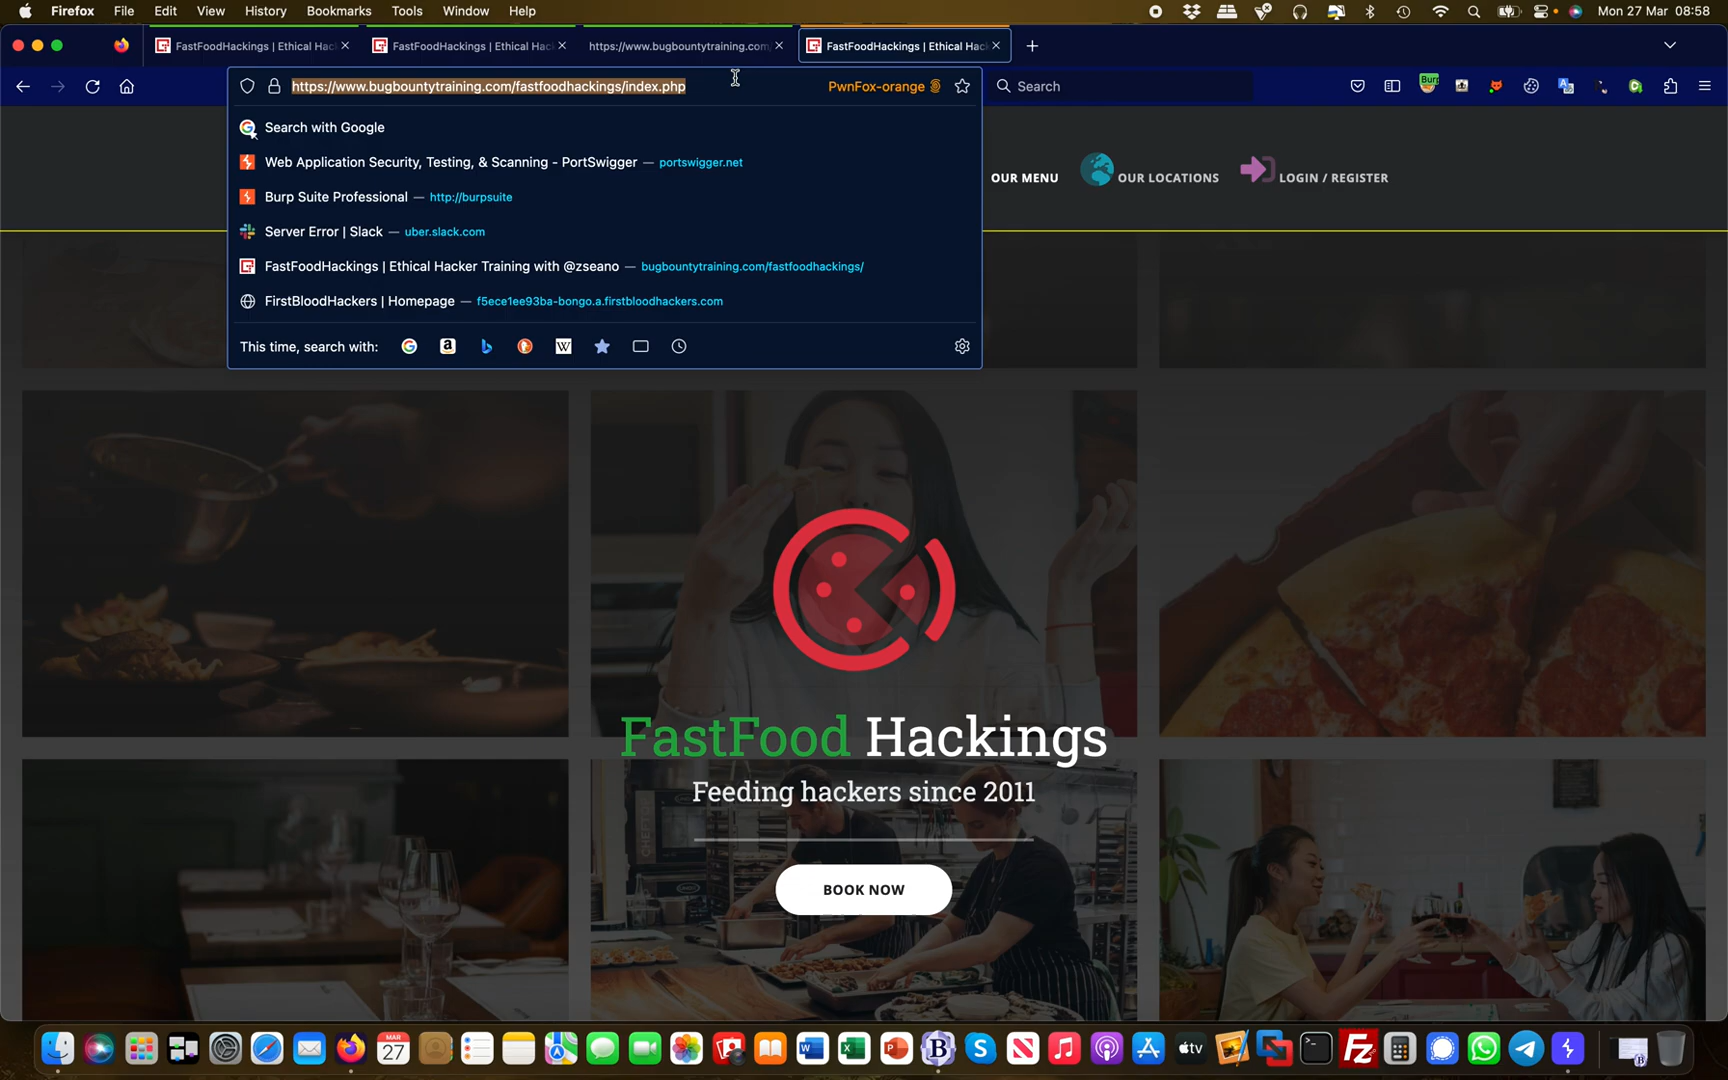 Firefox File Edit View History Bookmarks Tools Window Help Mon 27 Mar 08:58
FastFoodHackings | Ethical Hac FastFoodHackings | Ethical Hac https://www.bugbountytraining.com/ FastFoodHackings | Ethical Hac
https://www.bugbountytraining.com/fastfoodhackings/index.php PwnFox-orange Search Burp
Search with Google
Web Application Security, Testing, & Scanning - PortSwigger — portswigger.net
Burp Suite Professional — http://burpsuite
Server Error | Slack — uber.slack.com
FastFoodHackings | Ethical Hacker Training with @zseano — bugbountytraining.com/fastfoodhackings/
FirstBloodHackers | Homepage — f5ece1ee93ba-bongo.a.firstbloodhackers.com
This time, search with:
OUR MENU OUR LOCATIONS LOGIN / REGISTER
FastFood Hackings
Feeding hackers since 2011
BOOK NOW
MAR
27
tv